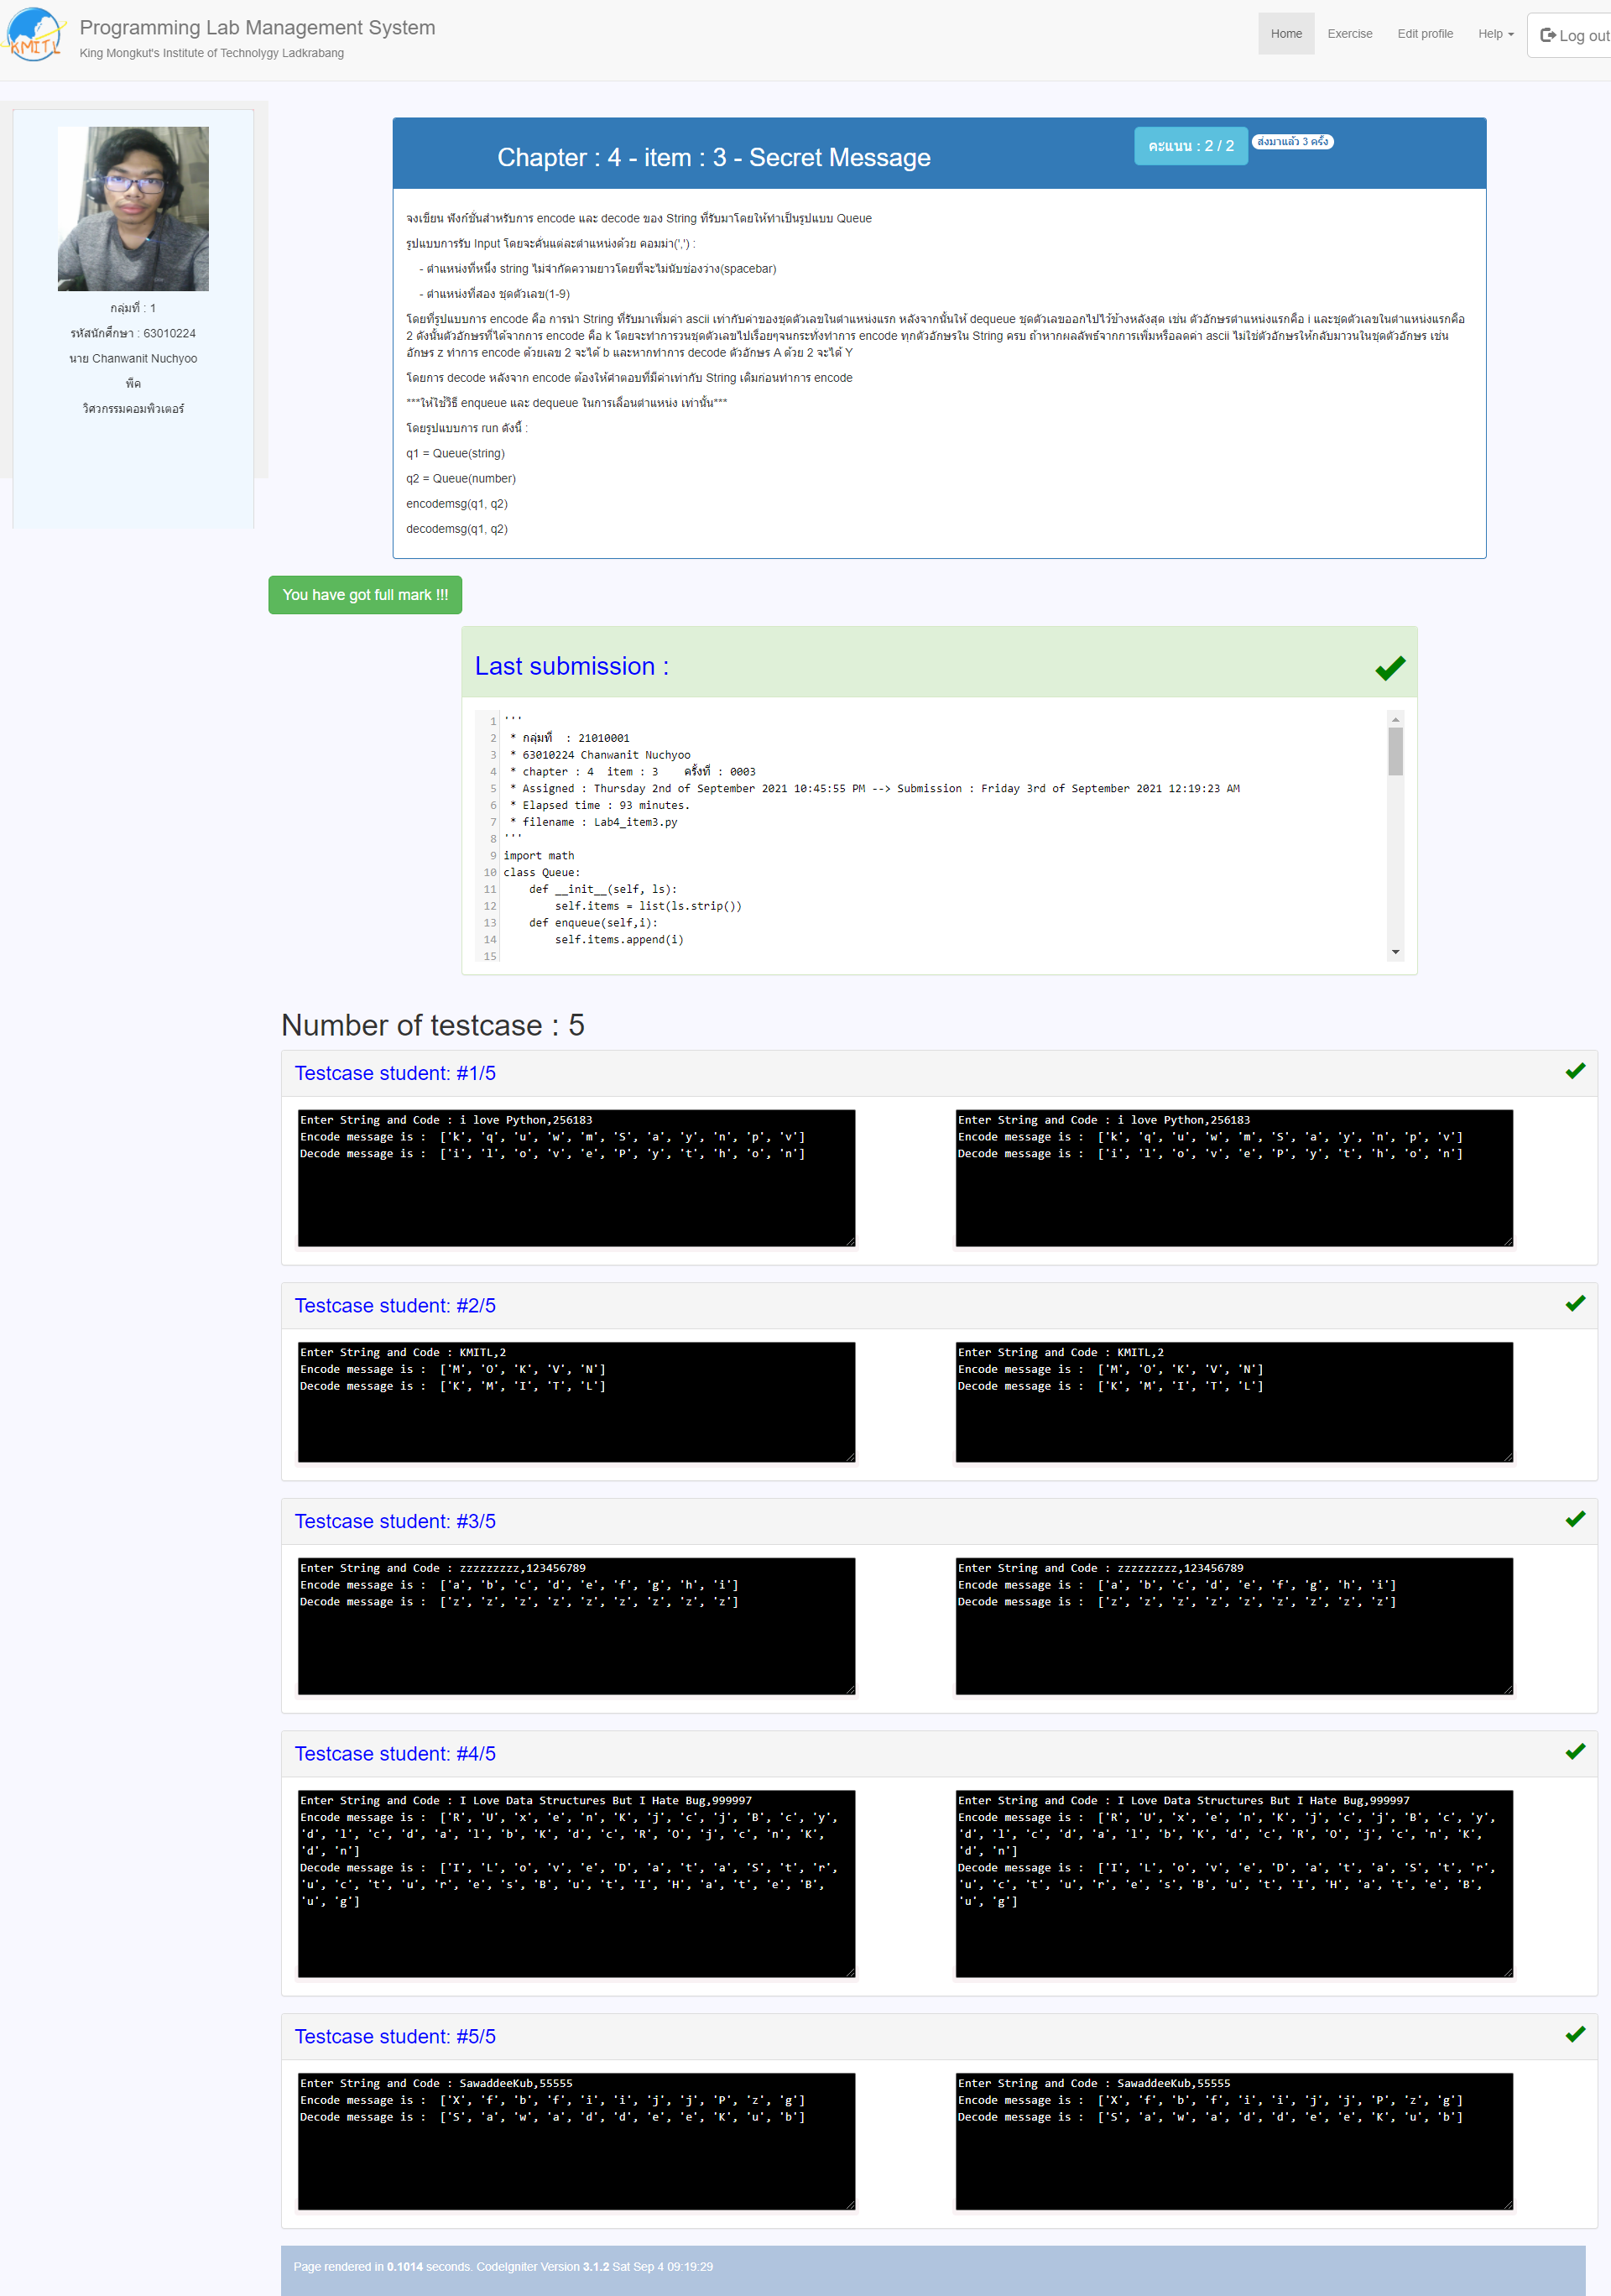 KMITL
Programming Lab Management System
King Mongkut's Institute of Technolygy Ladkrabang
Home
Exercise
Edit profile
Help
Log out
กลุ่มที่ : 1
รหัสนักศึกษา : 63010224
นาย Chanwanit Nuchyoo
พีค
วิศวกรรมคอมพิวเตอร์
Chapter : 4 - item : 3 - Secret Message
คะแนน : 2 / 2
ส่งมาแล้ว 3 ครั้ง
จงเขียน ฟังก์ชั่นสำหรับการ encode และ decode ของ String ที่รับมาโดยให้ทำเป็นรูปแบบ Queue
รูปแบบการรับ Input โดยจะคั่นแต่ละตำแหน่งด้วย คอมม่า(',') :
- ตำแหน่งที่หนึ่ง string ไม่จำกัดความยาวโดยที่จะไม่นับช่องว่าง(spacebar)
- ตำแหน่งที่สอง ชุดตัวเลข(1-9)
โดยที่รูปแบบการ encode คือ การนำ String ที่รับมาเพิ่มค่า ascii เท่ากับค่าของชุดตัวเลขในตำแหน่งแรก หลังจากนั้นให้ dequeue ชุดตัวเลขออกไปไว้ข้างหลังสุด เช่น ตัวอักษรตำแหน่งแรกคือ i และชุดตัวเลขในตำแหน่งแรกคือ
2 ดังนั้นตัวอักษรที่ได้จากการ encode คือ k โดยจะทำการวนชุดตัวเลขไปเรื่อยๆจนกระทั่งทำการ encode ทุกตัวอักษรใน String ครบ ถ้าหากผลลัพธ์จากการเพิ่มหรือลดค่า ascii ไม่ใช่ตัวอักษรให้กลับมาวนในชุดตัวอักษร เช่น
อักษร z ทำการ encode ด้วยเลข 2 จะได้ b และหากทำการ decode ตัวอักษร A ด้วย 2 จะได้ Y
โดยการ decode หลังจาก encode ต้องให้คำตอบที่มีค่าเท่ากับ String เดิมก่อนทำการ encode
***ให้ใช้วิธี enqueue และ dequeue ในการเลื่อนตำแหน่ง เท่านั้น***
โดยรูปแบบการ run ดังนี้ :
q1 = Queue(string)
q2 = Queue(number)
encodemsg(q1, q2)
decodemsg(q1, q2)
You have got full mark !!!
Last submission :
1 '''
2 * กลุ่มที่ : 21010001
3 * 63010224 Chanwanit Nuchyoo
4 * chapter : 4 item : 3 ครั้งที่ : 0003
5 * Assigned : Thursday 2nd of September 2021 10:45:55 PM --> Submission : Friday 3rd of September 2021 12:19:23 AM
6 * Elapsed time : 93 minutes.
7 * filename : Lab4_item3.py
8 '''
9 import math
10 class Queue:
11 def __init__(self, ls):
12 self.items = list(ls.strip())
13 def enqueue(self,i):
14 self.items.append(i)
15
Number of testcase : 5
Testcase student: #1/5
Enter String and Code : i love Python,256183
Encode message is : ['k', 'q', 'u', 'w', 'm', 'S', 'a', 'y', 'n', 'p', 'v']
Decode message is : ['i', 'l', 'o', 'v', 'e', 'P', 'y', 't', 'h', 'o', 'n']
Enter String and Code : i love Python,256183
Encode message is : ['k', 'q', 'u', 'w', 'm', 'S', 'a', 'y', 'n', 'p', 'v']
Decode message is : ['i', 'l', 'o', 'v', 'e', 'P', 'y', 't', 'h', 'o', 'n']
Testcase student: #2/5
Enter String and Code : KMITL,2
Encode message is : ['M', 'O', 'K', 'V', 'N']
Decode message is : ['K', 'M', 'I', 'T', 'L']
Enter String and Code : KMITL,2
Encode message is : ['M', 'O', 'K', 'V', 'N']
Decode message is : ['K', 'M', 'I', 'T', 'L']
Testcase student: #3/5
Enter String and Code : zzzzzzzzz,123456789
Encode message is : ['a', 'b', 'c', 'd', 'e', 'f', 'g', 'h', 'i']
Decode message is : ['z', 'z', 'z', 'z', 'z', 'z', 'z', 'z', 'z']
Enter String and Code : zzzzzzzzz,123456789
Encode message is : ['a', 'b', 'c', 'd', 'e', 'f', 'g', 'h', 'i']
Decode message is : ['z', 'z', 'z', 'z', 'z', 'z', 'z', 'z', 'z']
Testcase student: #4/5
Enter String and Code : I Love Data Structures But I Hate Bug,999997
Encode message is : ['R', 'U', 'x', 'e', 'n', 'K', 'j', 'c', 'j', 'B', 'c', 'y',
'd', 'l', 'c', 'd', 'a', 'l', 'b', 'K', 'd', 'c', 'R', 'O', 'j', 'c', 'n', 'K',
'd', 'n']
Decode message is : ['I', 'L', 'o', 'v', 'e', 'D', 'a', 't', 'a', 'S', 't', 'r',
'u', 'c', 't', 'u', 'r', 'e', 's', 'B', 'u', 't', 'I', 'H', 'a', 't', 'e', 'B',
'u', 'g']
Enter String and Code : I Love Data Structures But I Hate Bug,999997
Encode message is : ['R', 'U', 'x', 'e', 'n', 'K', 'j', 'c', 'j', 'B', 'c', 'y',
'd', 'l', 'c', 'd', 'a', 'l', 'b', 'K', 'd', 'c', 'R', 'O', 'j', 'c', 'n', 'K',
'd', 'n']
Decode message is : ['I', 'L', 'o', 'v', 'e', 'D', 'a', 't', 'a', 'S', 't', 'r',
'u', 'c', 't', 'u', 'r', 'e', 's', 'B', 'u', 't', 'I', 'H', 'a', 't', 'e', 'B',
'u', 'g']
Testcase student: #5/5
Enter String and Code : SawaddeeKub,55555
Encode message is : ['X', 'f', 'b', 'f', 'i', 'i', 'j', 'j', 'P', 'z', 'g']
Decode message is : ['S', 'a', 'w', 'a', 'd', 'd', 'e', 'e', 'K', 'u', 'b']
Enter String and Code : SawaddeeKub,55555
Encode message is : ['X', 'f', 'b', 'f', 'i', 'i', 'j', 'j', 'P', 'z', 'g']
Decode message is : ['S', 'a', 'w', 'a', 'd', 'd', 'e', 'e', 'K', 'u', 'b']
Page rendered in 0.1014 seconds. CodeIgniter Version 3.1.2 Sat Sep 4 09:19:29